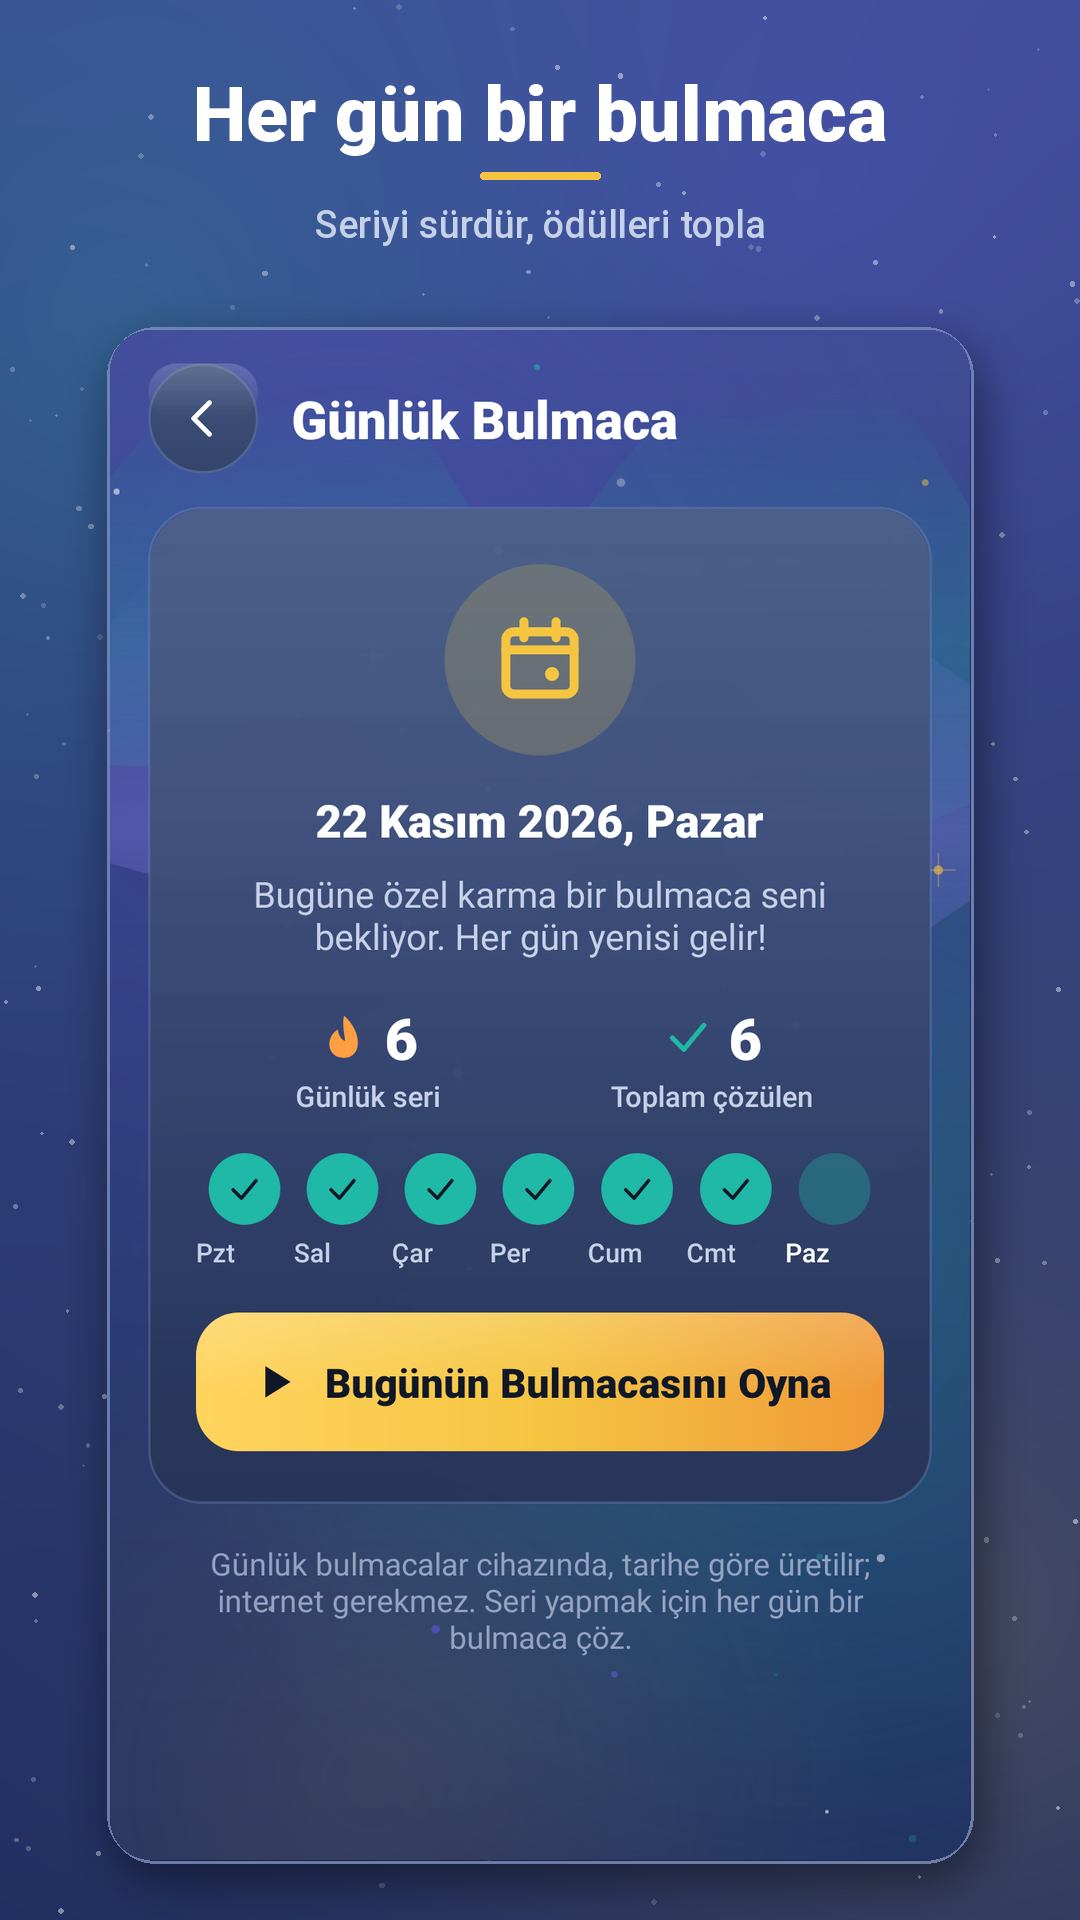 Her gün bir bulmaca
Seriyi sürdür, ödülleri topla
Günlük Bulmaca
22 Kasım 2026, Pazar
Bugüne özel karma bir bulmaca seni
bekliyor. Her gün yenisi gelir!
6 6
Günlük seri Toplam çözülen
Pzt Sal Çar Per Cum Cmt Paz
Bugünün Bulmacasını Oyna
Günlük bulmacalar cihazında, tarihe göre üretilir;
internet gerekmez. Seri yapmak için her gün bir
bulmaca çöz.